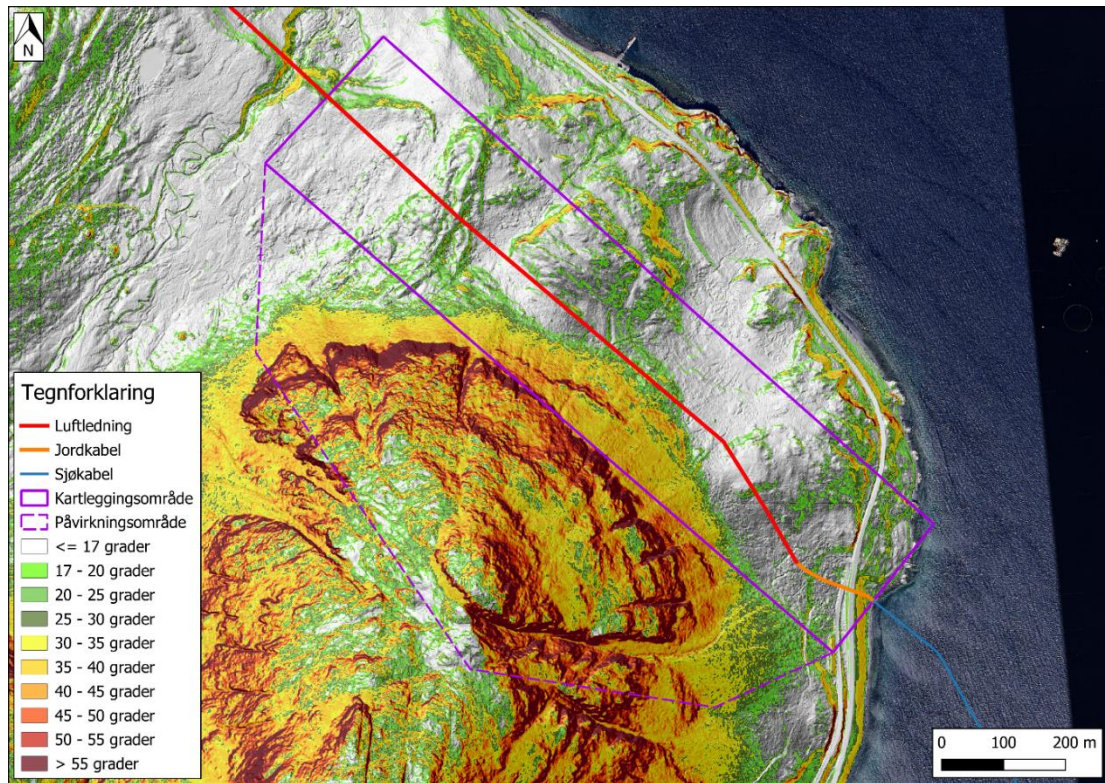 N
Tegnforklaring
Luftledning
Jordkabel
Sjøkabel
Kartleggingsområde
Påvirkningsområde
<= 17 grader
17 - 20 grader
20 - 25 grader
25 - 30 grader
30 - 35 grader
35 - 40 grader
40 - 45 grader
45 - 50 grader
50 - 55 grader
> 55 grader
0 100 200 m